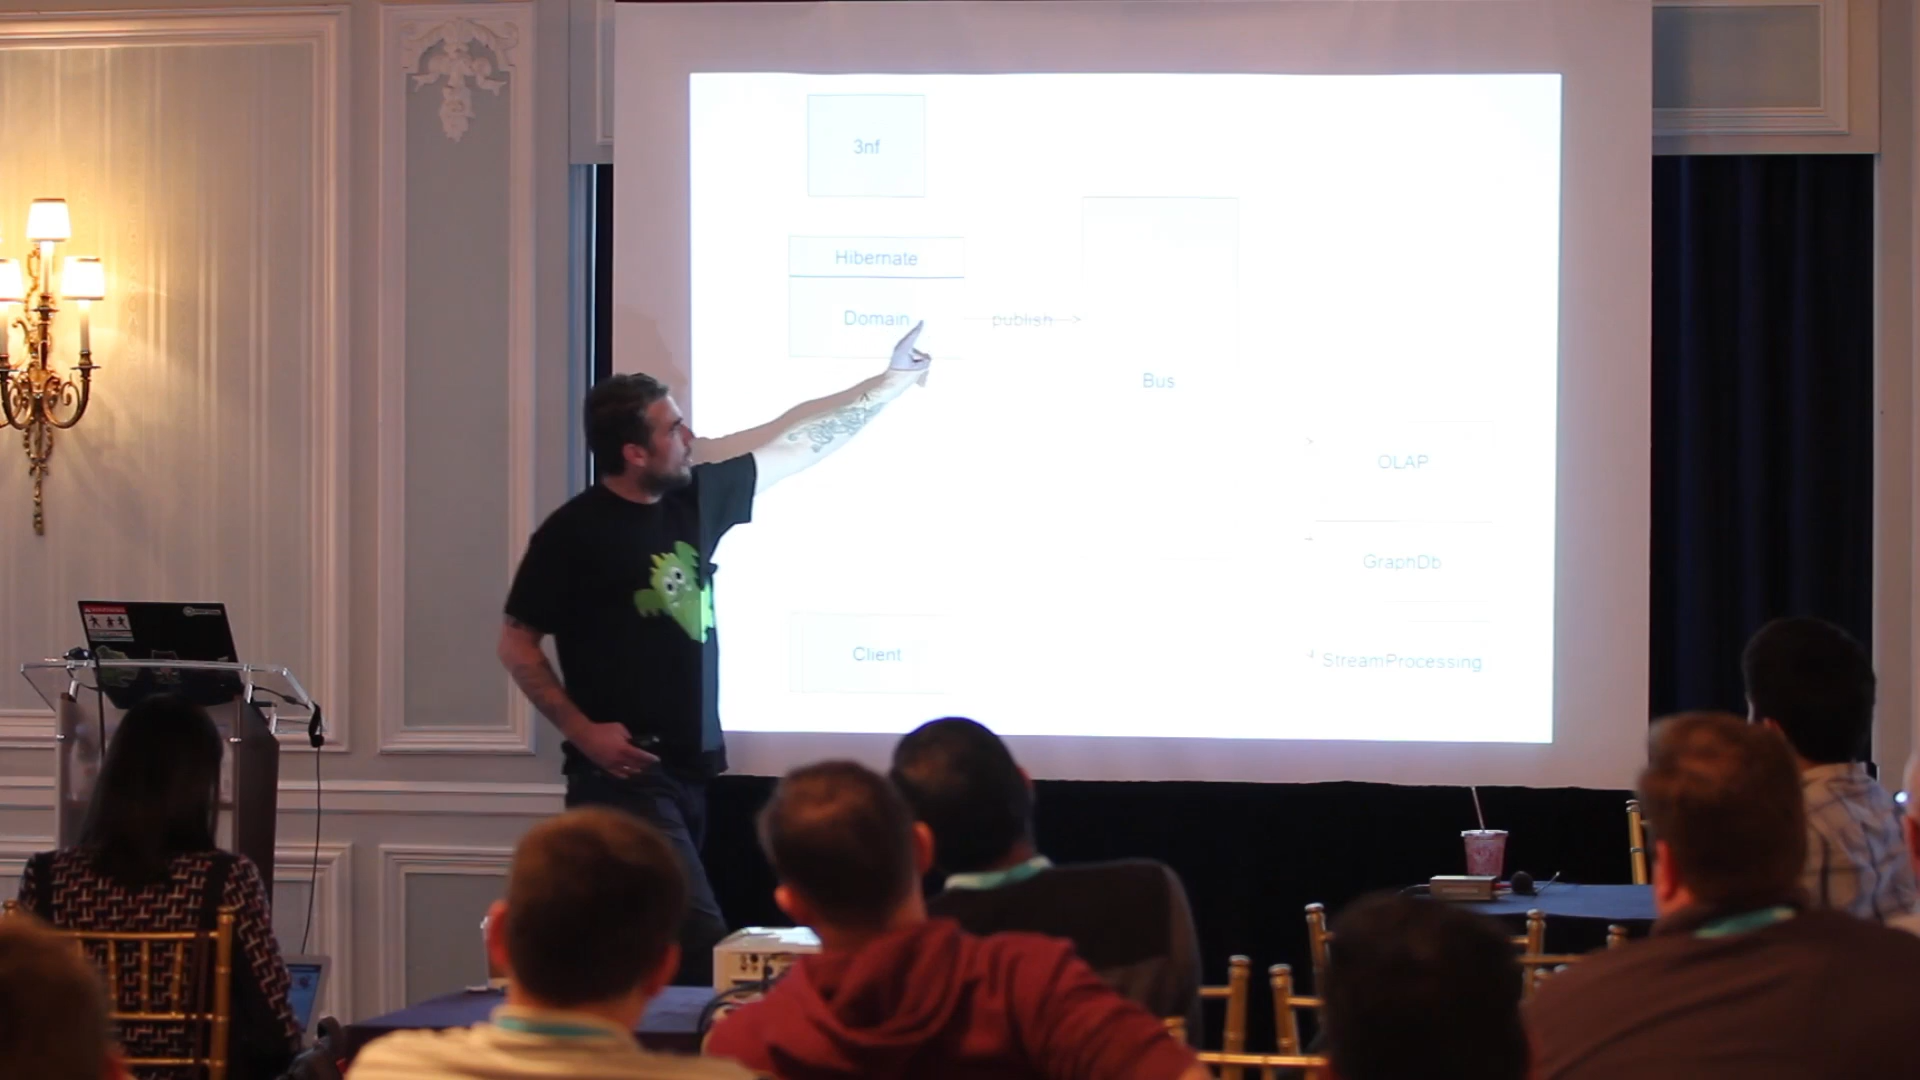 3nf
Hibernate
Domain
publish
Bus
OLAP
GraphDb
Client
StreamProcessing